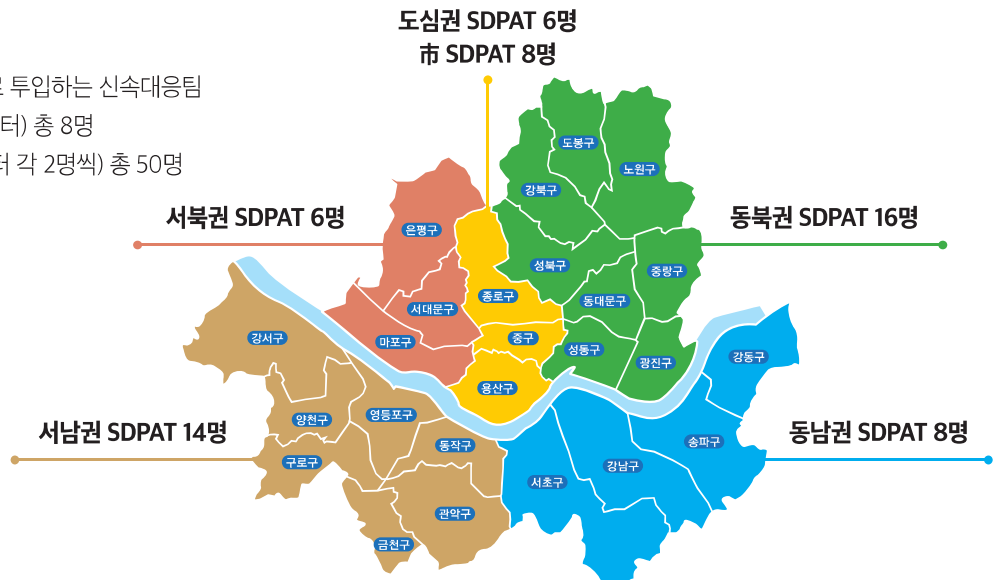 도심권 SDPAT 6명
市 SDPAT 8명
로 투입하는 신속대응팀
터) 총 8명
터 각 2명씩) 총 50명
서북권 SDPAT 6명
동북권 SDPAT 16명
서남권 SDPAT 14명
동남권 SDPAT 8명
도봉구
노원구
강북구
은평구
성북구
중랑구
종로구
동대문구
서대문구
중구
마포구
성동구
광진구
강서구
강동구
용산구
양천구
영등포구
동작구
송파구
구로구
강남구
서초구
관악구
금천구